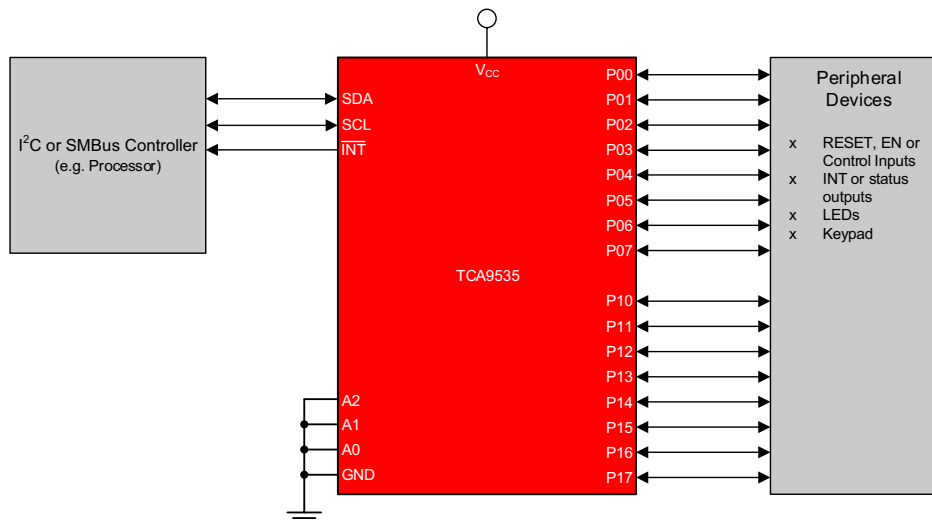 I²C or SMBus Controller
(e.g. Processor)
V_CC
SDA
SCL
I̅N̅T̅
TCA9535
A2
A1
A0
GND
P00
P01
P02
P03
P04
P05
P06
P07
P10
P11
P12
P13
P14
P15
P16
P17
Peripheral
Devices
x RESET, EN or
Control Inputs
x INT or status
outputs
x LEDs
x Keypad